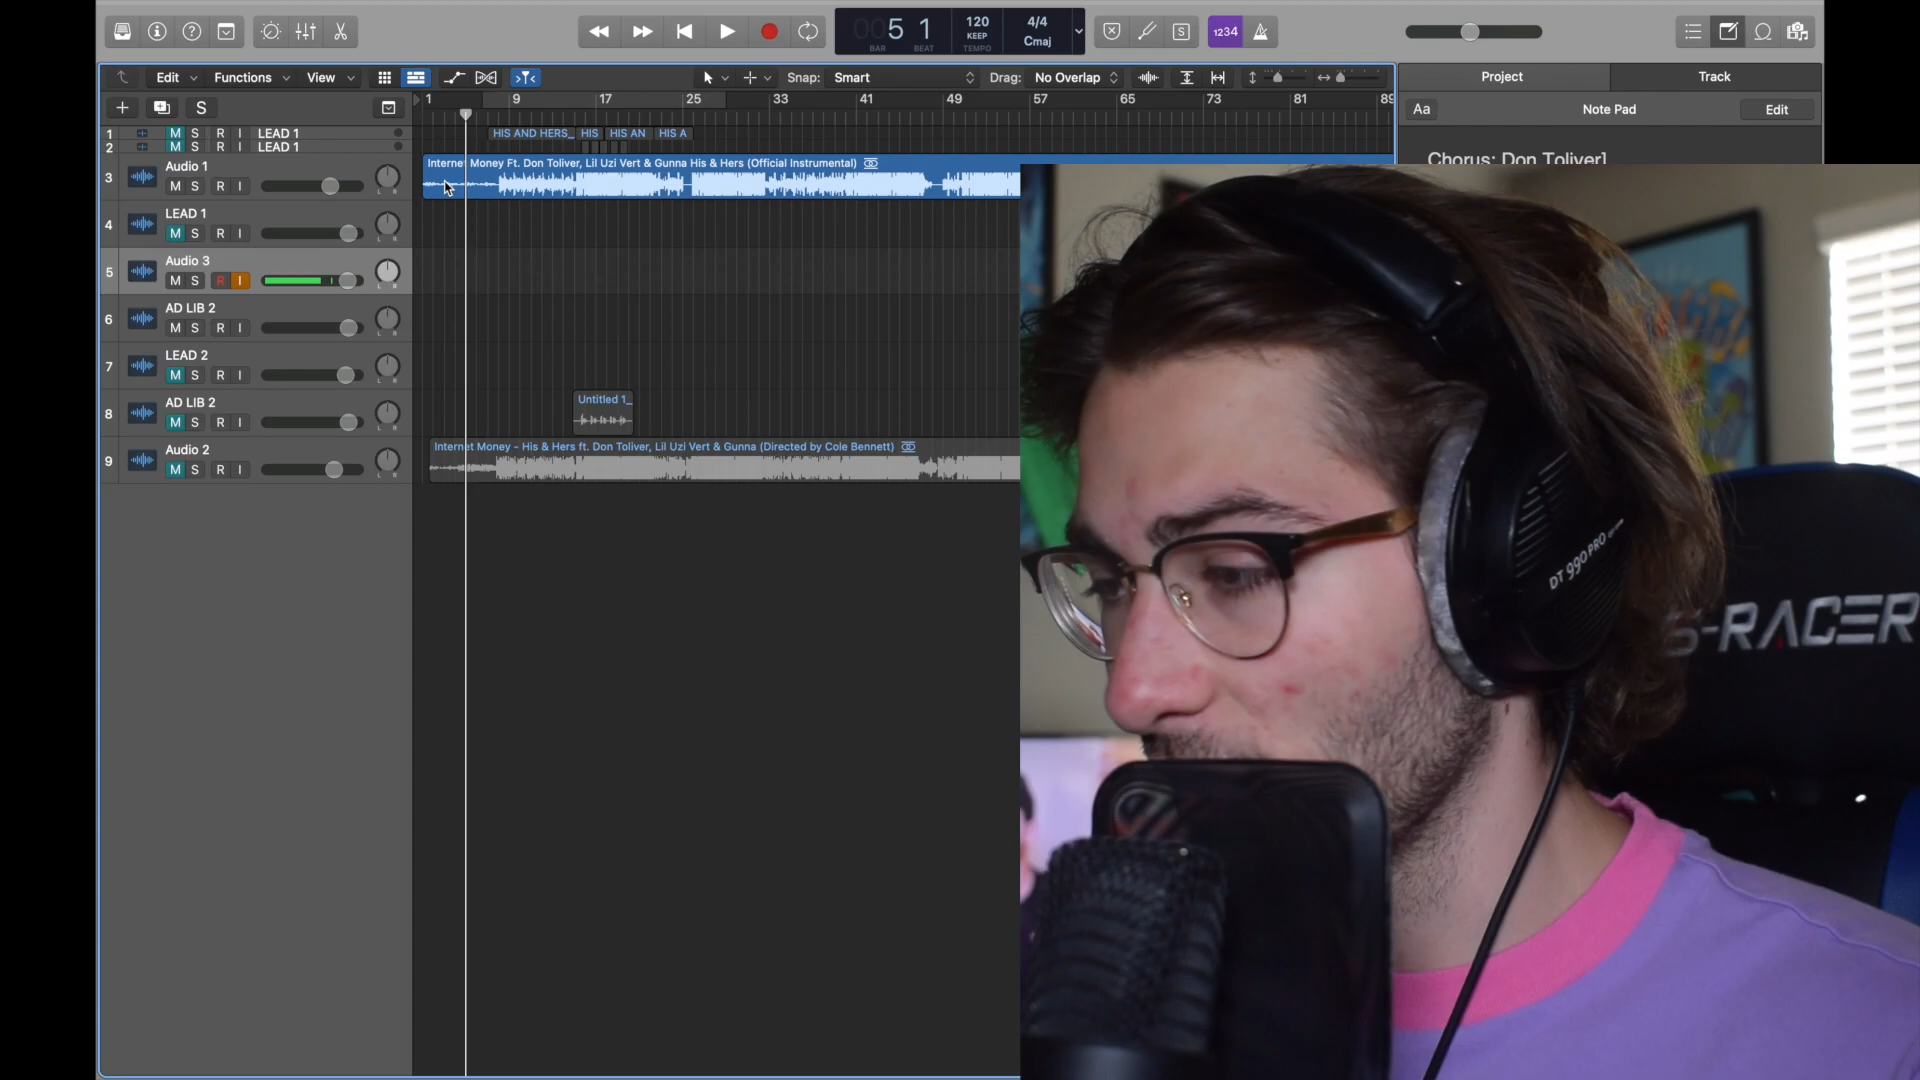 5 1
BAR BEAT
120
KEEP
TEMPO
4/4
Cmaj
S
1234
Edit
Functions
View
Snap: Smart
Drag: No Overlap
Project
Track
S
1
9
17
25
33
41
49
57
65
73
81
89
Aa
Note Pad
Edit
1 M S R I LEAD 1
HIS AND HERS_
HIS
HIS AN
HIS A
2 M S R I LEAD 1
Chorus: Don Toliver]
3
Audio 1
M S R I
L R
Internet Money Ft. Don Toliver, Lil Uzi Vert & Gunna His & Hers (Official Instrumental)
4
LEAD 1
M S R I
L R
5
Audio 3
M S R I
L R
6
AD LIB 2
M S R I
L R
7
LEAD 2
M S R I
L R
8
AD LIB 2
M S R I
L R
Untitled 1_
9
Audio 2
M S R I
L R
Internet Money - His & Hers ft. Don Toliver, Lil Uzi Vert & Gunna (Directed by Cole Bennett)
DT 990 PRO
S-RACER